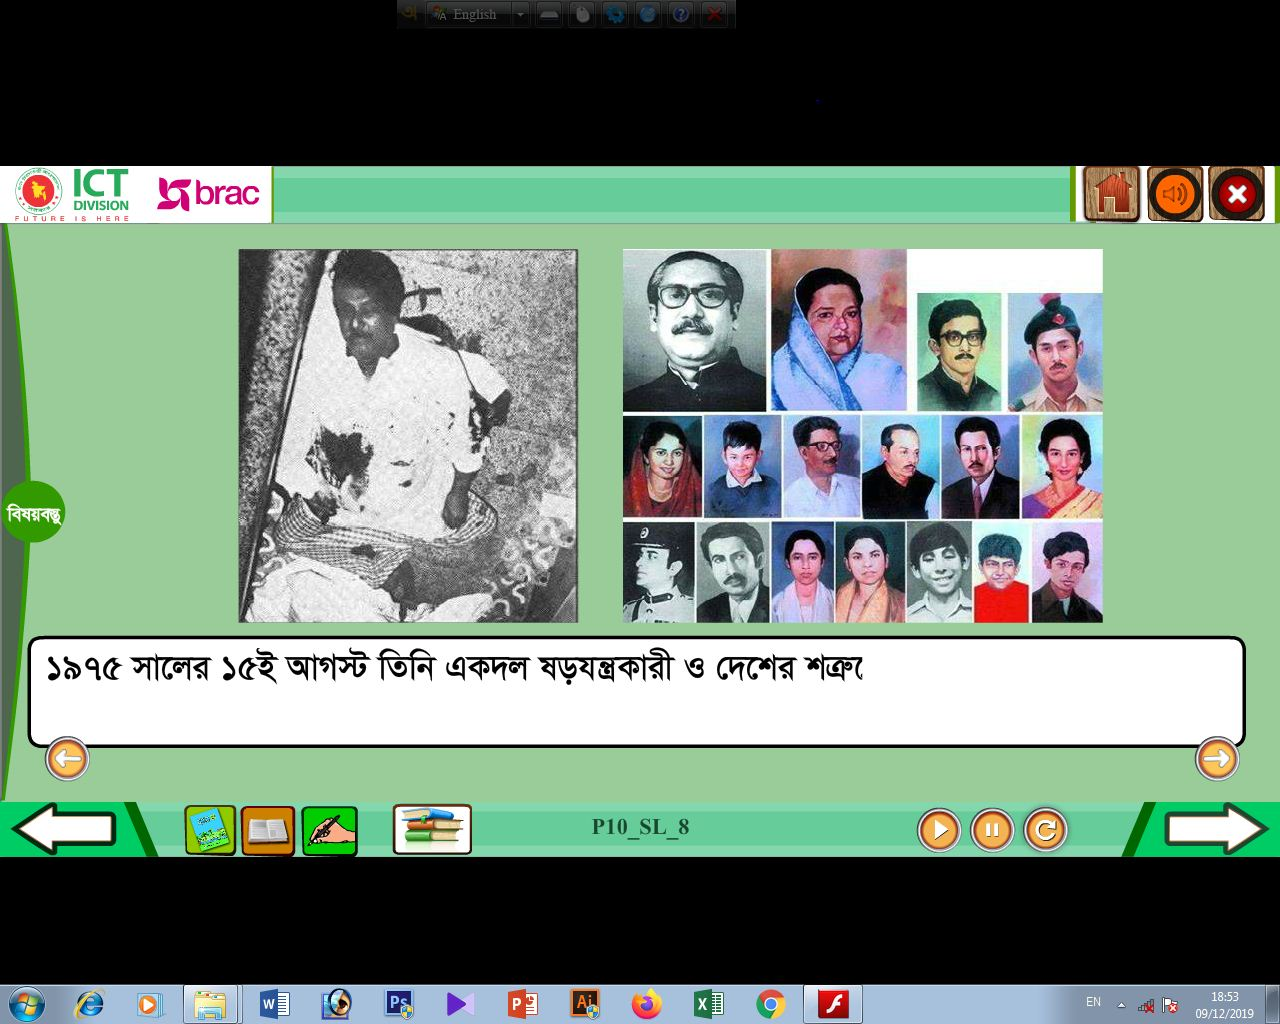 English
ICT
DIVISION
FUTURE IS HERE
brac
বিষয়বস্তু
১৯৭৫ সালের ১৫ই আগস্ট তিনি একদল ষড়যন্ত্রকারী ও দেশের শত্রু
P10_SL_8
EN
18:53
09/12/2019